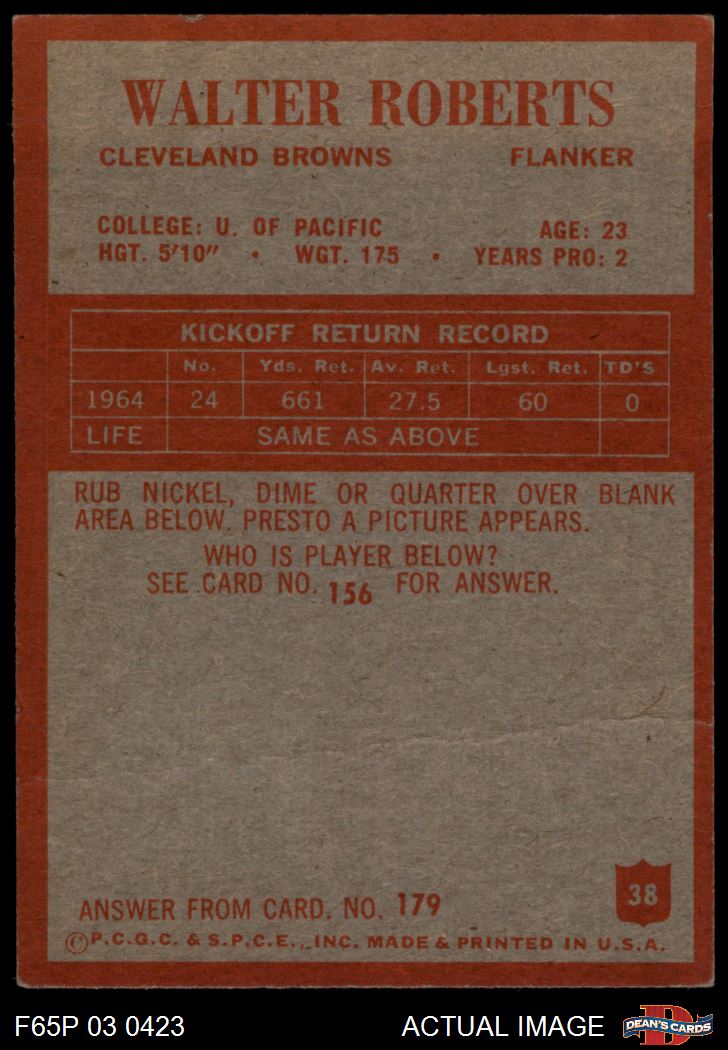 WALTER ROBERTS
CLEVELAND BROWNS FLANKER
COLLEGE: U. OF PACIFIC AGE: 23
HGT. 5'10" • WGT. 175 • YEARS PRO: 2
KICKOFF RETURN RECORD
No. Yds. Ret. Av. Ret. Lgst. Ret. TD'S
1964 24 661 27.5 60 0
LIFE SAME AS ABOVE
RUB NICKEL, DIME OR QUARTER OVER BLANK
AREA BELOW. PRESTO A PICTURE APPEARS.
WHO IS PLAYER BELOW?
SEE CARD NO. 156 FOR ANSWER.
38
ANSWER FROM CARD. NO. 179
©P.C.G.C. & S.P.C.E., INC. MADE & PRINTED IN U.S.A.
F65P 03 0423 ACTUAL IMAGE
D
DEAN'S CARDS